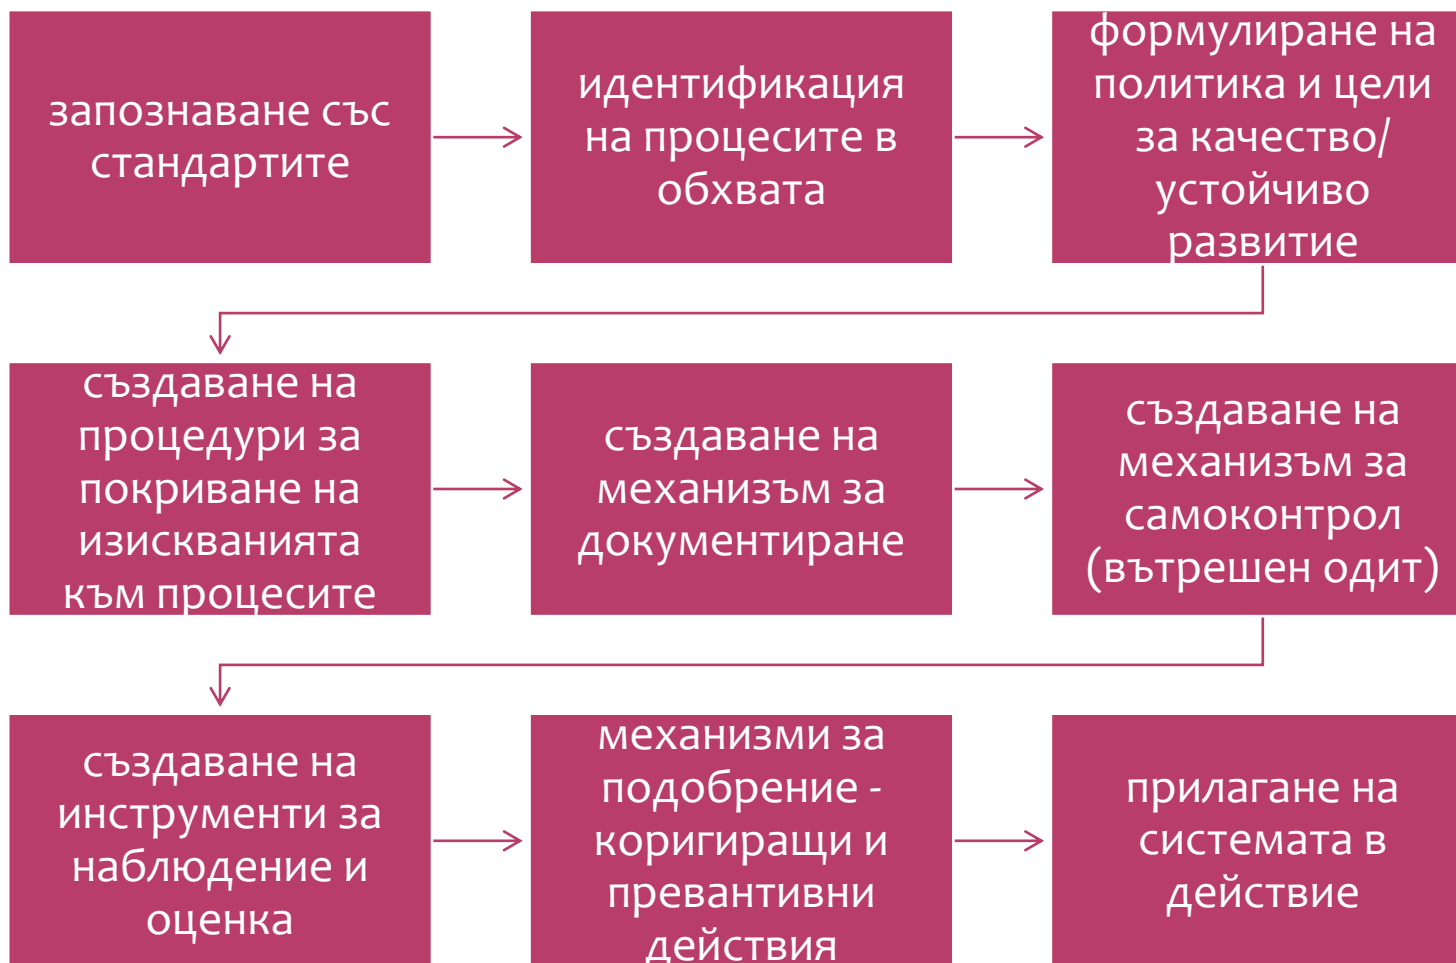 запознаване със
стандартите
идентификация
на процесите в
обхвата
формулиране на
политика и цели
за качество/
устойчиво
развитие
създаване на
процедури за
покриване на
изискванията
към процесите
създаване на
механизъм за
документиране
създаване на
механизъм за
самоконтрол
(вътрешен одит)
създаване на
инструменти за
наблюдение и
оценка
механизми за
подобрение -
коригиращи и
превантивни
действия
прилагане на
системата в
действие